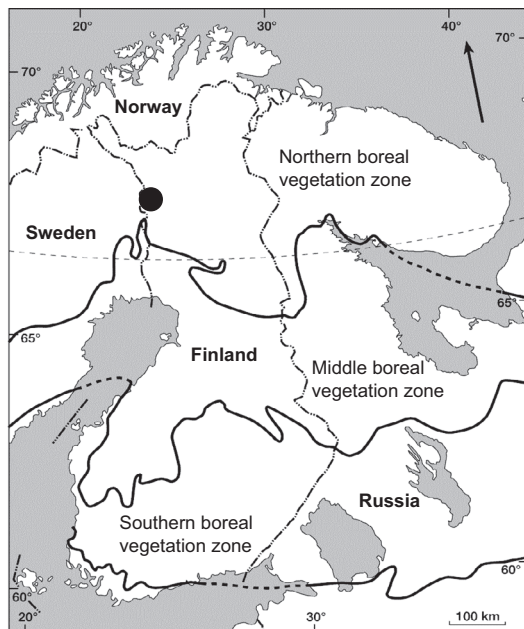 20°
30°
40°
70°
70°
Norway
Northern boreal
vegetation zone
Sweden
65°
65°
Finland
Middle boreal
vegetation zone
Russia
Southern boreal
vegetation zone
60°
60°
20°
30°
100 km